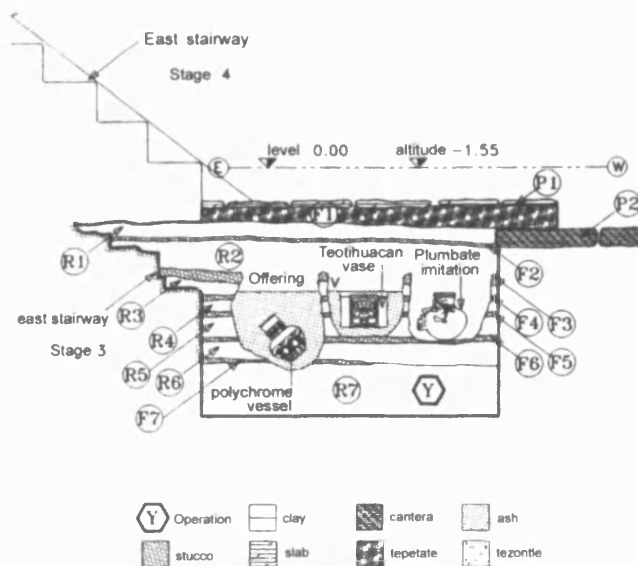 East stairway
Stage 4
level 0.00 altitude -1.55
E W
P1
F1 P2
R1
R2 Teotihuacan vase Plumbate imitation
Offering F2
R3 F3
east stairway
Stage 3
R4 F4
R5 F5
R6 F6
F7 polychrome vessel R7 Y
Y Operation clay cantera ash
stucco slab tepetate tezontle